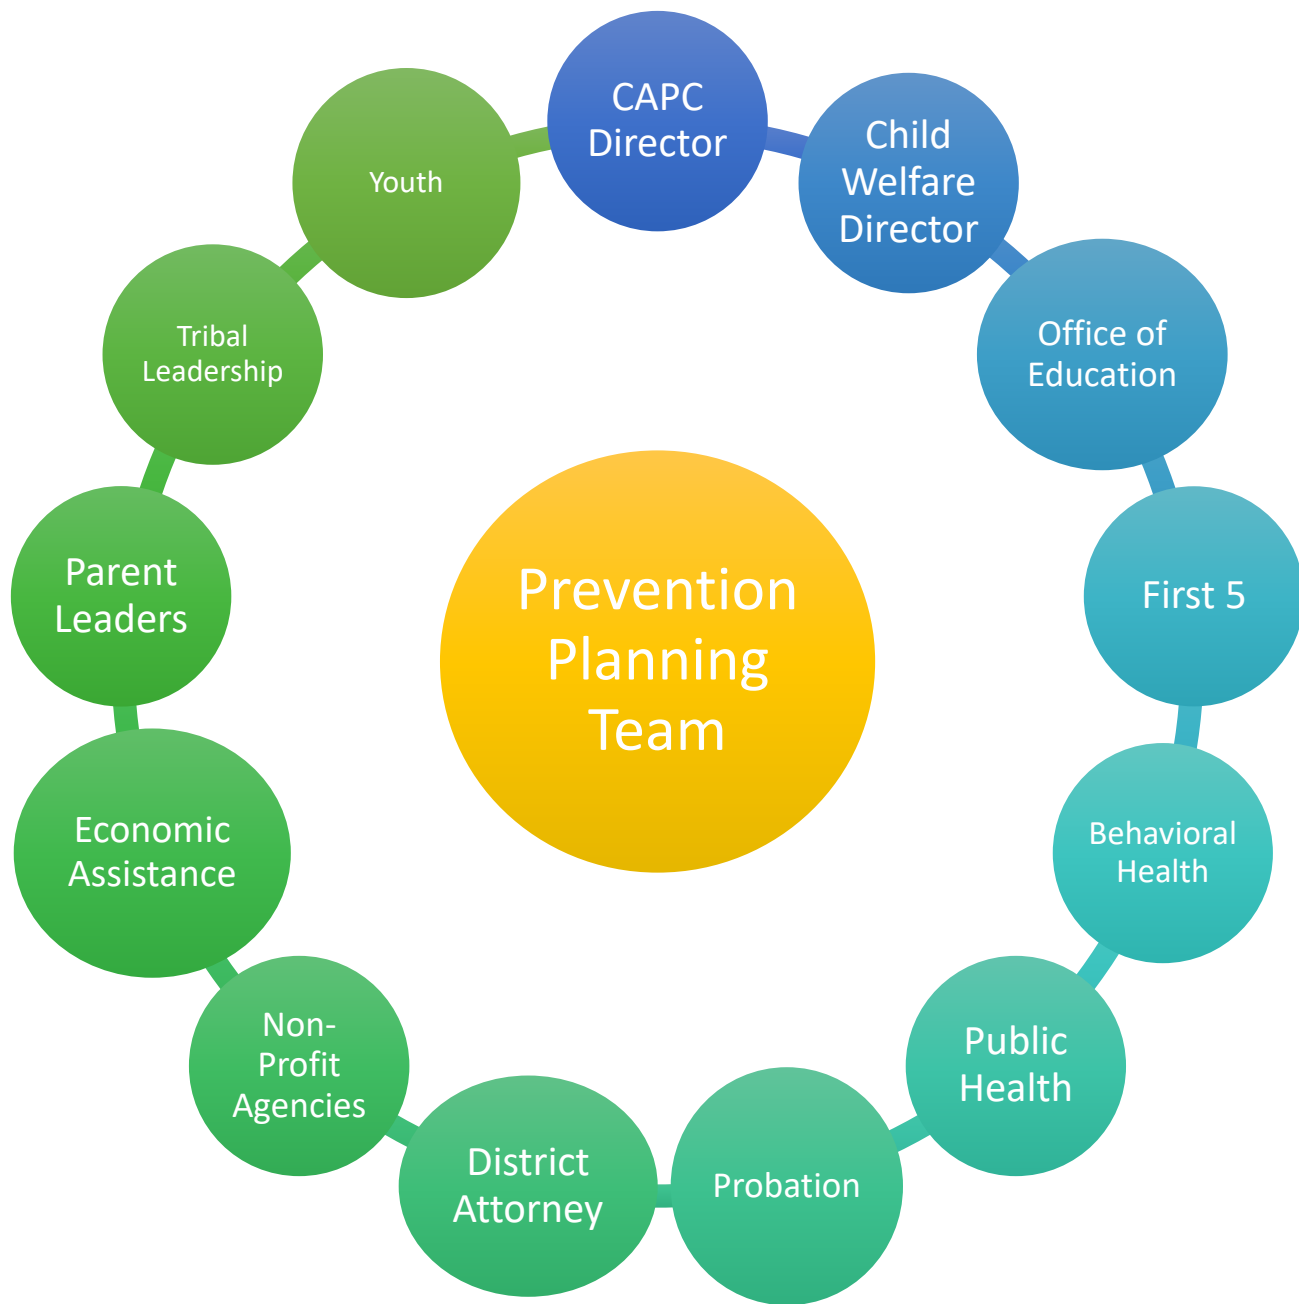 CAPC
Director
Child
Welfare
Director
Office of
Education
First 5
Behavioral
Health
Public
Health
Probation
District
Attorney
Non-
Profit
Agencies
Economic
Assistance
Parent
Leaders
Tribal
Leadership
Youth
Prevention
Planning
Team